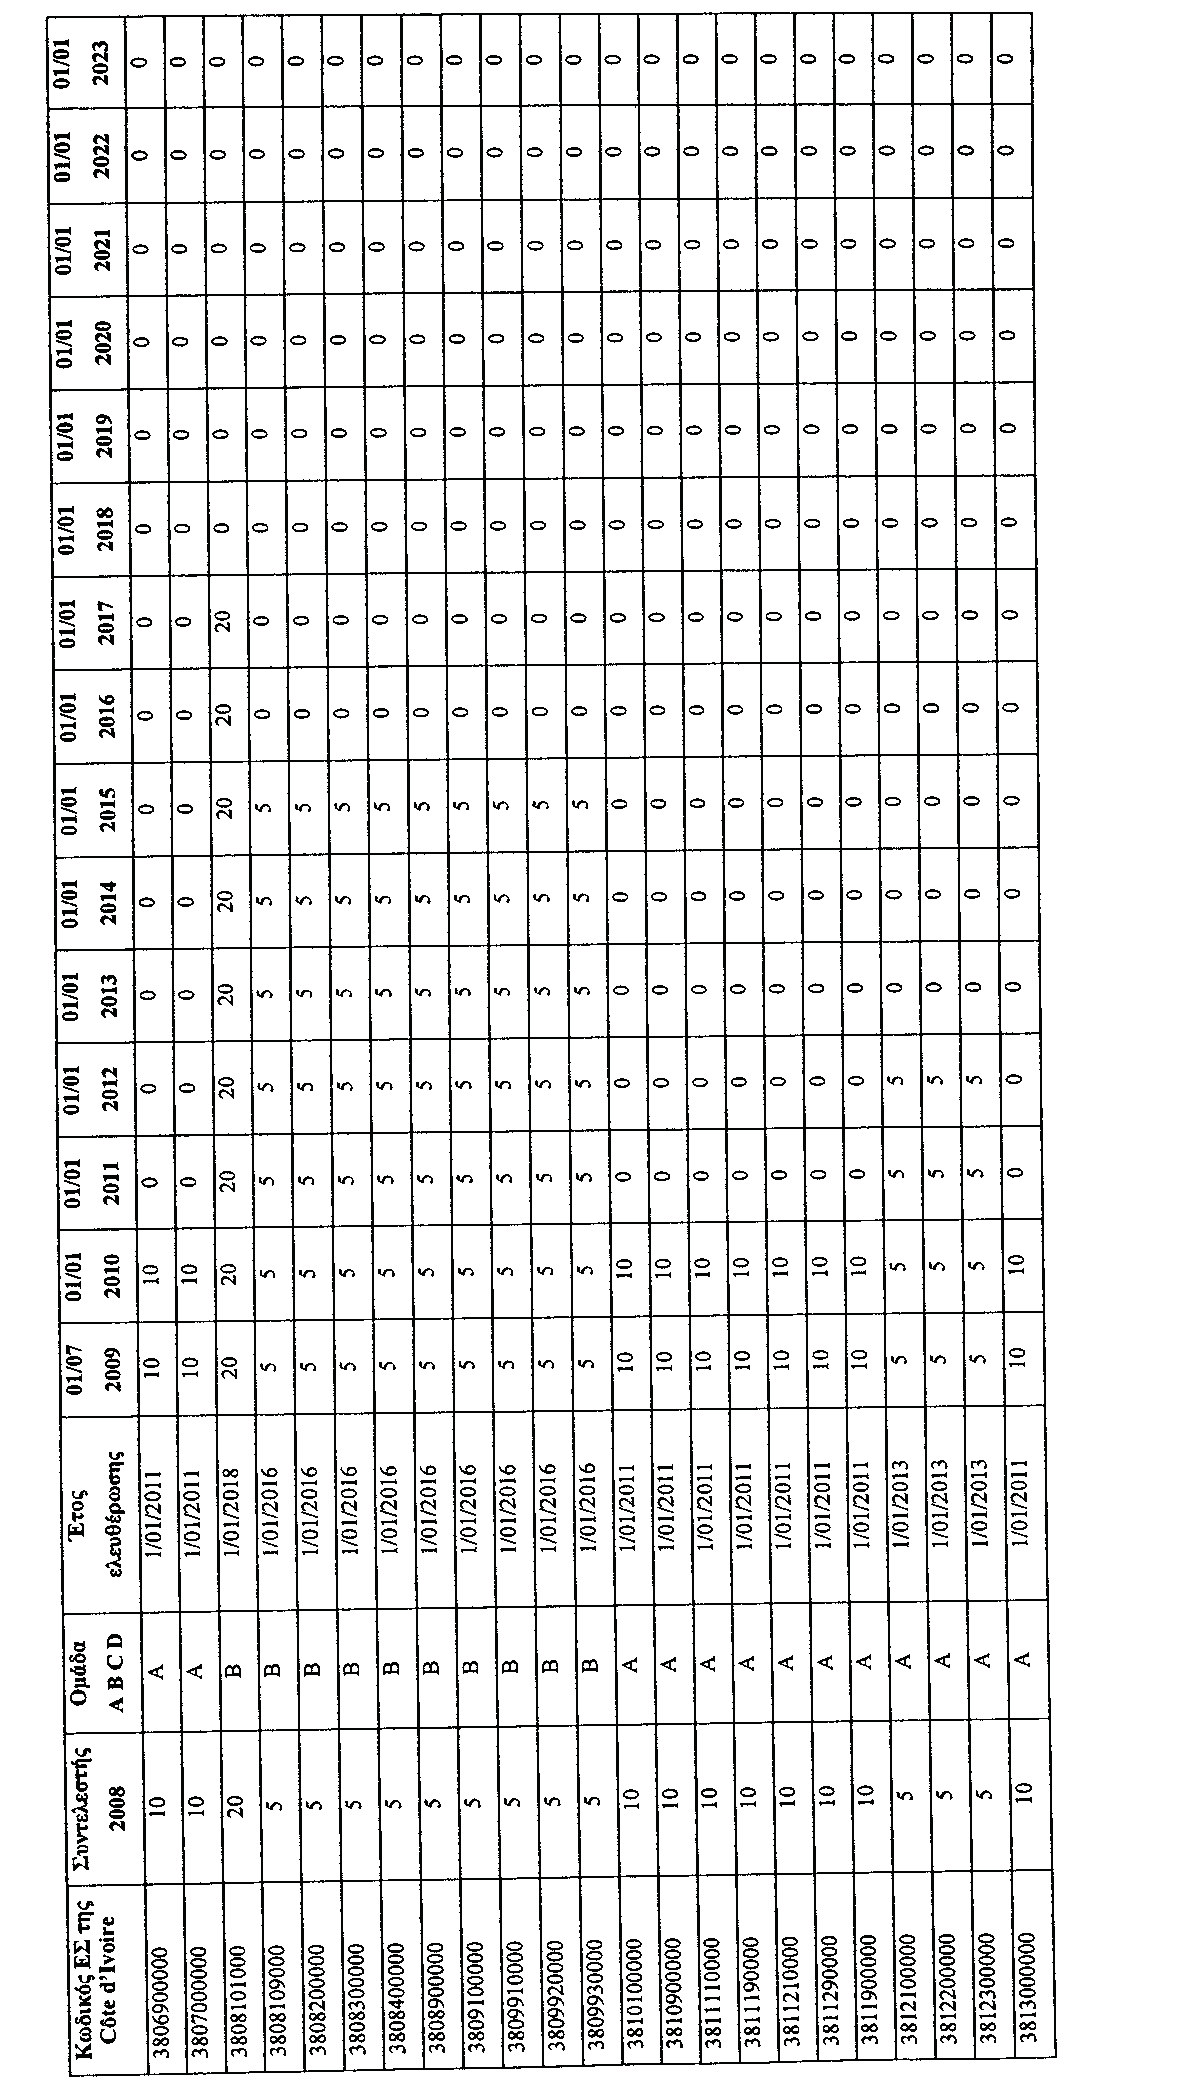 Κωδικός ΕΣ της Côte d'Ivoire Συντελεστής 2008 Ομάδα A B C D Έτος ελευθέρωσης 01/07 2009 01/01 2010 01/01 2011 01/01 2012 01/01 2013 01/01 2014 01/01 2015 01/01 2016 01/01 2017 01/01 2018 01/01 2019 01/01 2020 01/01 2021 01/01 2022 01/01 2023
3806900000 10 A 1/01/2011 10 10 0 0 0 0 0 0 0 0 0 0 0 0 0
3807000000 10 A 1/01/2011 10 10 0 0 0 0 0 0 0 0 0 0 0 0 0
3808101000 20 B 1/01/2018 20 20 20 20 20 20 20 20 20 0 0 0 0 0 0
3808109000 5 B 1/01/2016 5 5 5 5 5 5 5 0 0 0 0 0 0 0 0
3808200000 5 B 1/01/2016 5 5 5 5 5 5 5 0 0 0 0 0 0 0 0
3808300000 5 B 1/01/2016 5 5 5 5 5 5 5 0 0 0 0 0 0 0 0
3808400000 5 B 1/01/2016 5 5 5 5 5 5 5 0 0 0 0 0 0 0 0
3808900000 5 B 1/01/2016 5 5 5 5 5 5 5 0 0 0 0 0 0 0 0
3809100000 5 B 1/01/2016 5 5 5 5 5 5 5 0 0 0 0 0 0 0 0
3809910000 5 B 1/01/2016 5 5 5 5 5 5 5 0 0 0 0 0 0 0 0
3809920000 5 B 1/01/2016 5 5 5 5 5 5 5 0 0 0 0 0 0 0 0
3809930000 5 B 1/01/2016 5 5 5 5 5 5 5 0 0 0 0 0 0 0 0
3810100000 10 A 1/01/2011 10 10 0 0 0 0 0 0 0 0 0 0 0 0 0
3810900000 10 A 1/01/2011 10 10 0 0 0 0 0 0 0 0 0 0 0 0 0
3811110000 10 A 1/01/2011 10 10 0 0 0 0 0 0 0 0 0 0 0 0 0
3811190000 10 A 1/01/2011 10 10 0 0 0 0 0 0 0 0 0 0 0 0 0
3811210000 10 A 1/01/2011 10 10 0 0 0 0 0 0 0 0 0 0 0 0 0
3811290000 10 A 1/01/2011 10 10 0 0 0 0 0 0 0 0 0 0 0 0 0
3811900000 10 A 1/01/2011 10 10 0 0 0 0 0 0 0 0 0 0 0 0 0
3812100000 5 A 1/01/2013 5 5 5 5 0 0 0 0 0 0 0 0 0 0 0
3812200000 5 A 1/01/2013 5 5 5 5 0 0 0 0 0 0 0 0 0 0 0
3812300000 5 A 1/01/2013 5 5 5 5 0 0 0 0 0 0 0 0 0 0 0
3813000000 10 A 1/01/2011 10 10 0 0 0 0 0 0 0 0 0 0 0 0 0